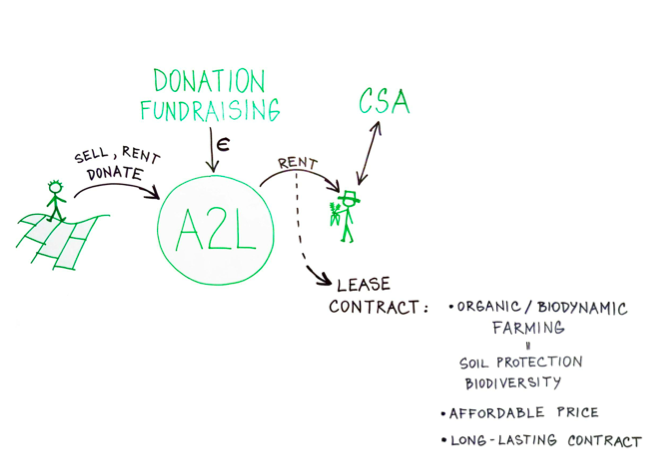 DONATION
FUNDRAISING
€
CSA
SELL, RENT
DONATE
A2L
RENT
LEASE
CONTRACT:
• ORGANIC / BIODYNAMIC
FARMING
=
SOIL PROTECTION
BIODIVERSITY
• AFFORDABLE PRICE
• LONG-LASTING CONTRACT